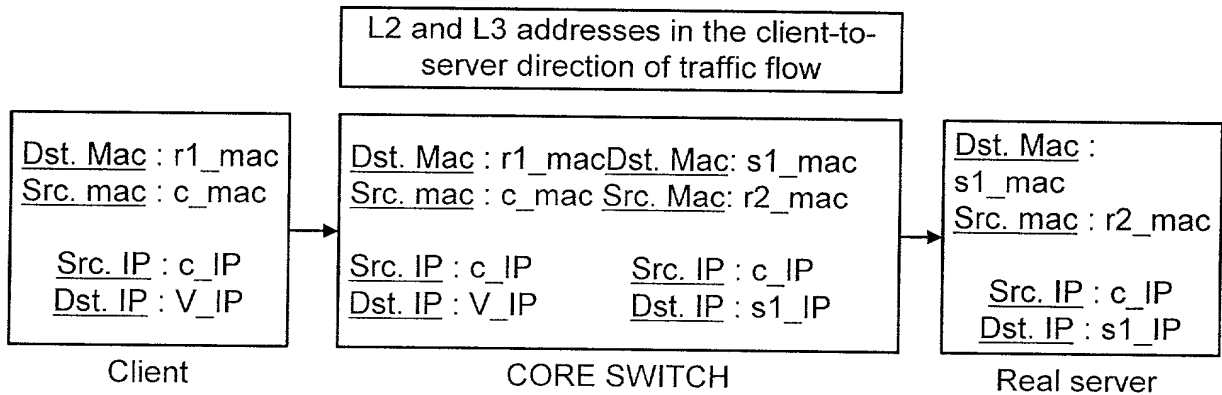 L2 and L3 addresses in the client-to-
server direction of traffic flow
Dst. Mac : r1_mac
Src. mac : c_mac
Src. IP : c_IP
Dst. IP : V_IP
Client
Dst. Mac : r1_macDst. Mac: s1_mac
Src. mac : c_mac Src. Mac: r2_mac
Src. IP : c_IP Src. IP : c_IP
Dst. IP : V_IP Dst. IP : s1_IP
CORE SWITCH
Dst. Mac :
s1_mac
Src. mac : r2_mac
Src. IP : c_IP
Dst. IP : s1_IP
Real server